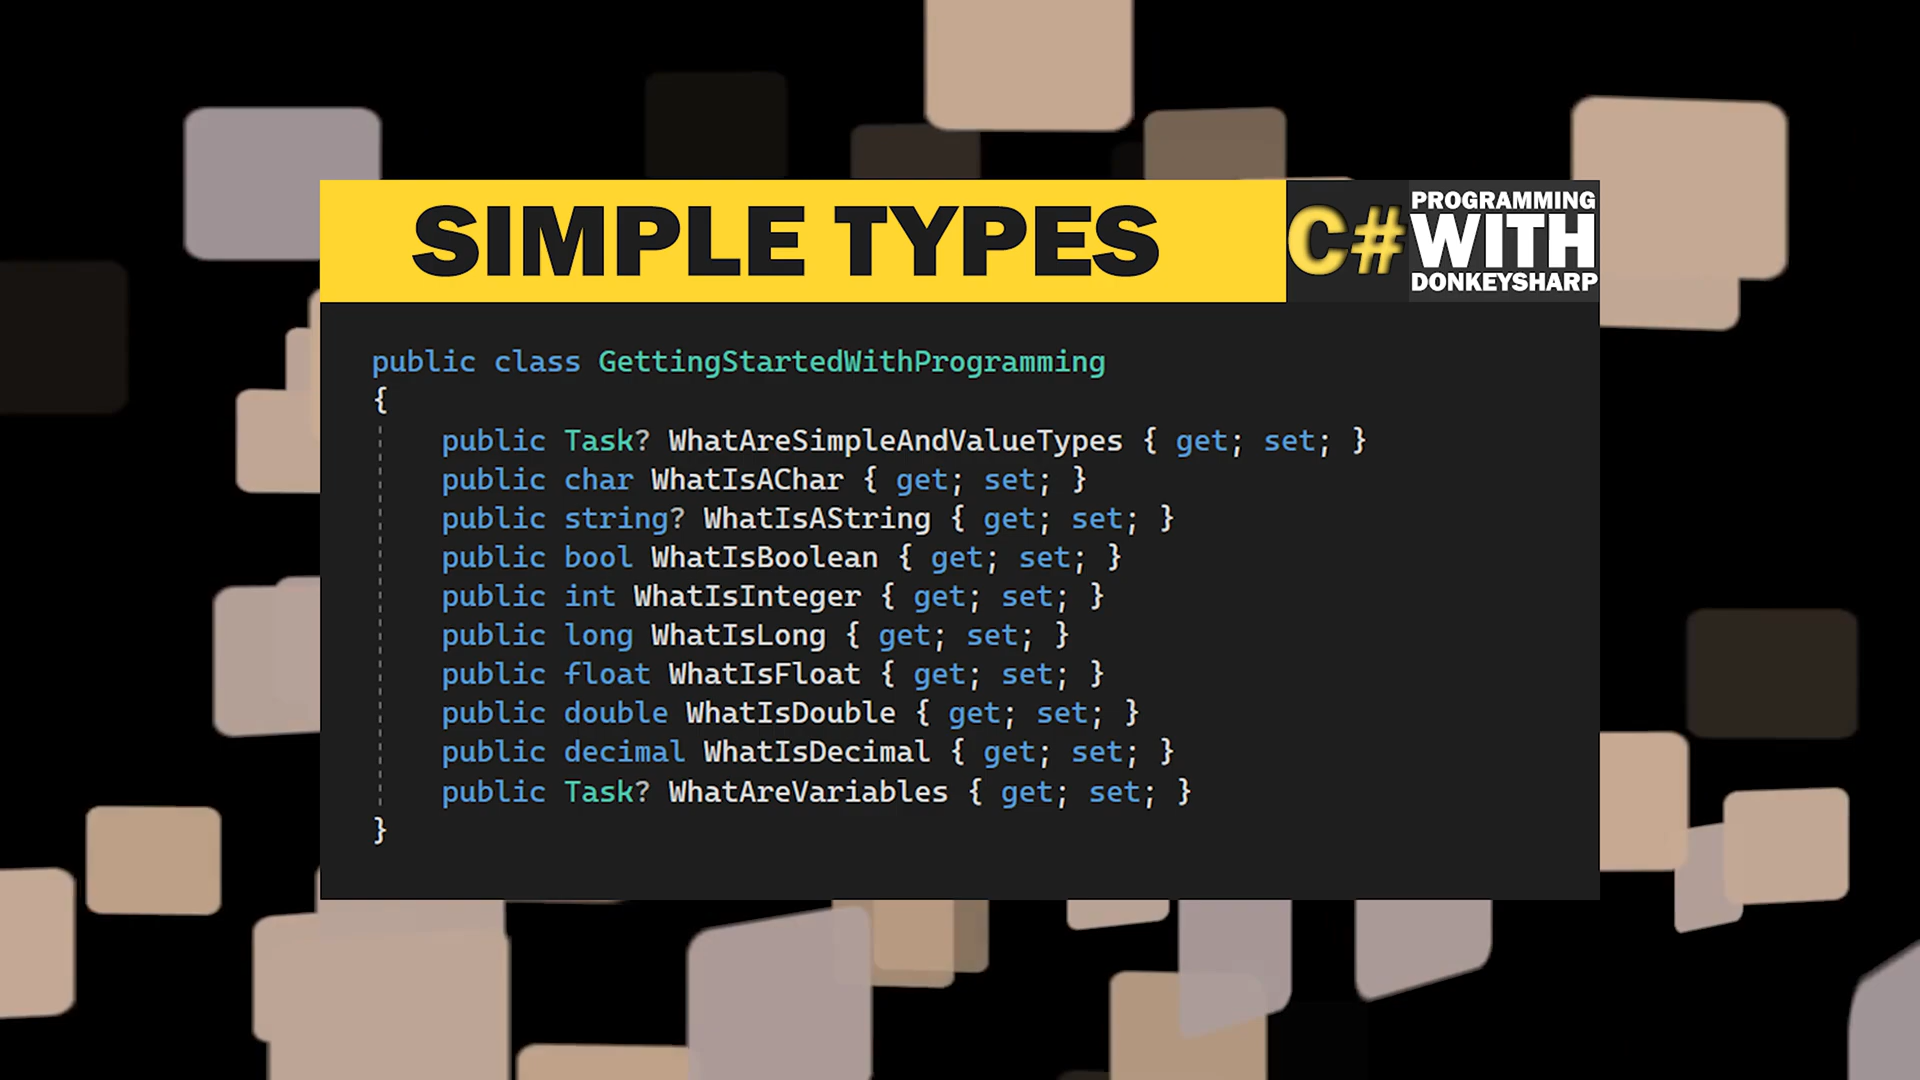 SIMPLE TYPES
C#
PROGRAMMING
WITH
DONKEYSHARP
public class GettingStartedWithProgramming
{
public Task? WhatAreSimpleAndValueTypes { get; set; }
public char WhatIsAChar { get; set; }
public string? WhatIsAString { get; set; }
public bool WhatIsBoolean { get; set; }
public int WhatIsInteger { get; set; }
public long WhatIsLong { get; set; }
public float WhatIsFloat { get; set; }
public double WhatIsDouble { get; set; }
public decimal WhatIsDecimal { get; set; }
public Task? WhatAreVariables { get; set; }
}